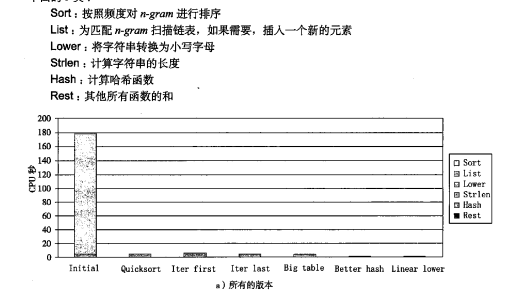 Sort：按照频度对 n-gram 进行排序
List：为匹配 n-gram 扫描链表，如果需要，插入一个新的元素
Lower：将字符串转换为小写字母
Strlen：计算字符串的长度
Hash：计算哈希函数
Rest：其他所有函数的和
200
180
160
140
120
100
80
60
40
20
0
CPU 秒
Initial Quicksort Iter first Iter last Big table Better hash Linear lower
Sort
List
Lower
Strlen
Hash
Rest
a）所有的版本